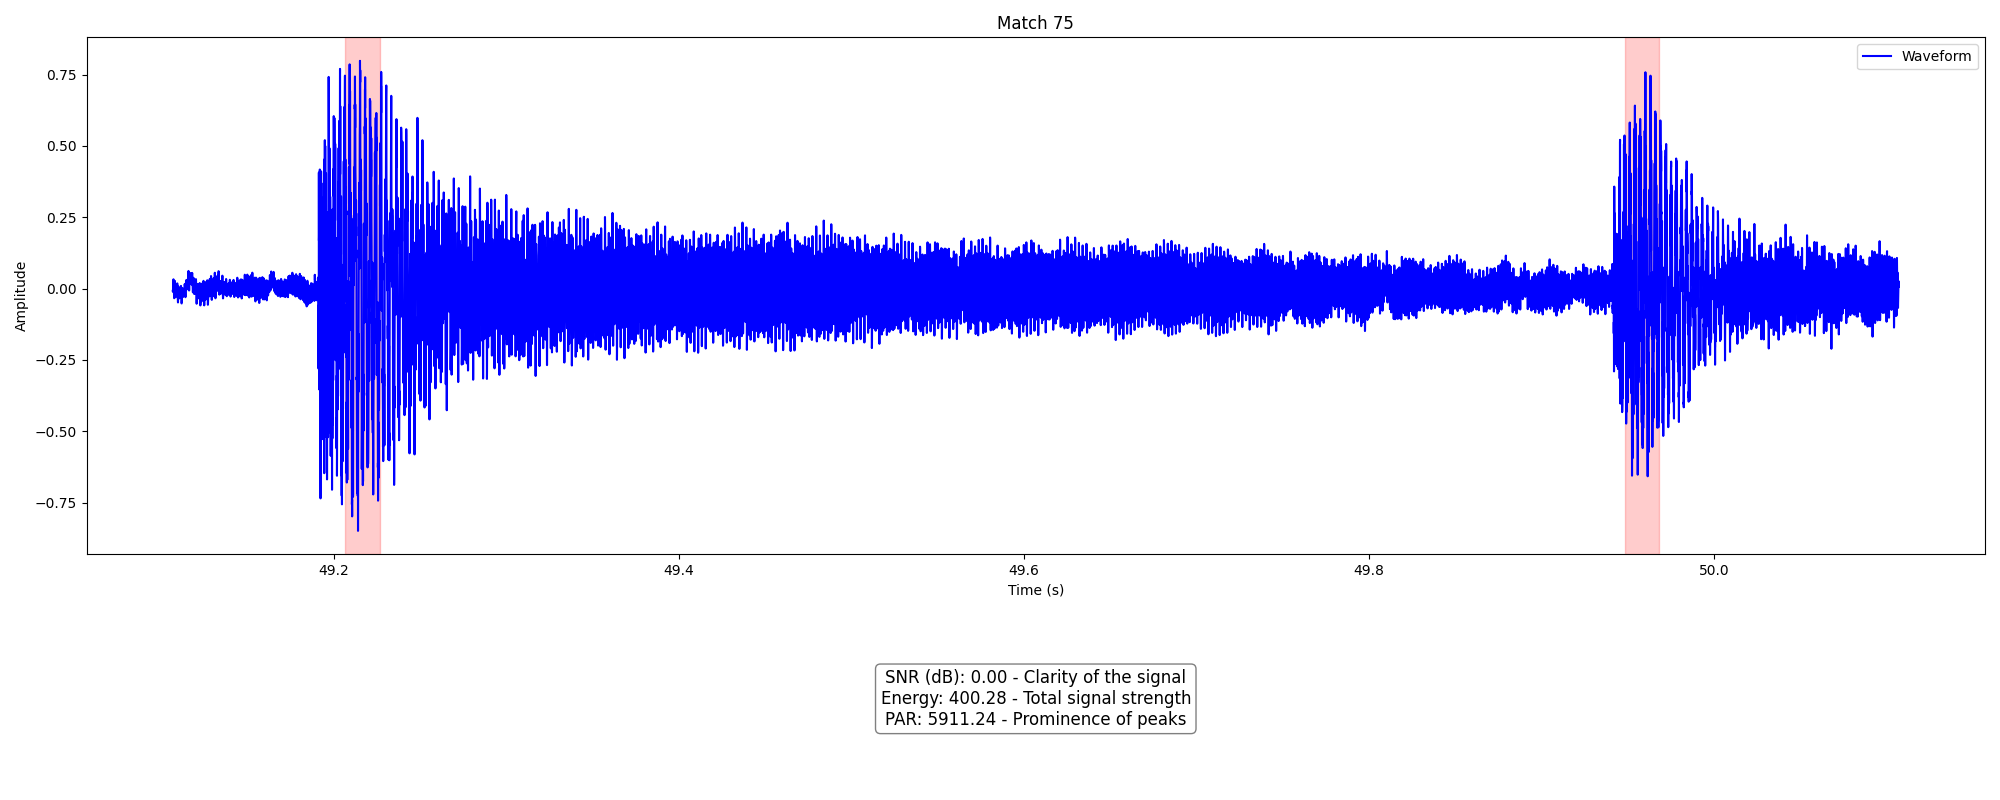 Match 75
Waveform
0.75
0.50
0.25
0.00
−0.25
−0.50
−0.75
Amplitude
49.2 49.4 49.6 49.8 50.0
Time (s)
SNR (dB): 0.00 - Clarity of the signal
Energy: 400.28 - Total signal strength
PAR: 5911.24 - Prominence of peaks